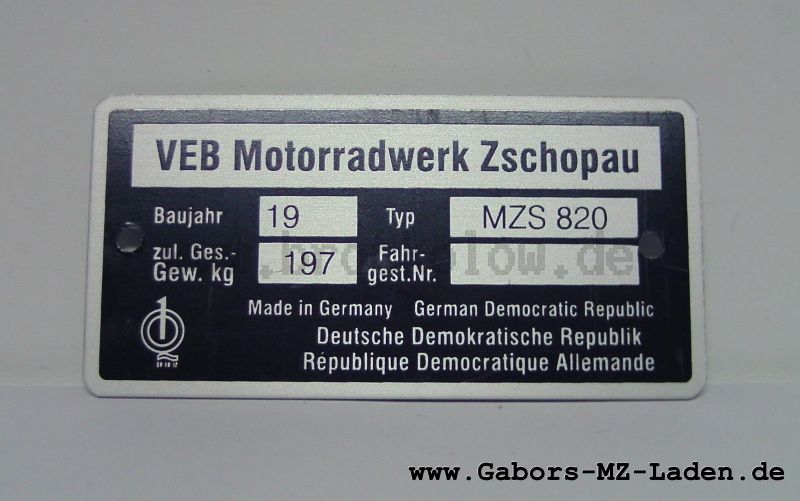 VEB Motorradwerk Zschopau
Baujahr 19 Typ MZS 820
zul. Ges.- Gew. kg 197 Fahr- gest.Nr.
Made in Germany German Democratic Republic
Deutsche Demokratische Republik
République Democratique Allemande
www.Gabors-MZ-Laden.de